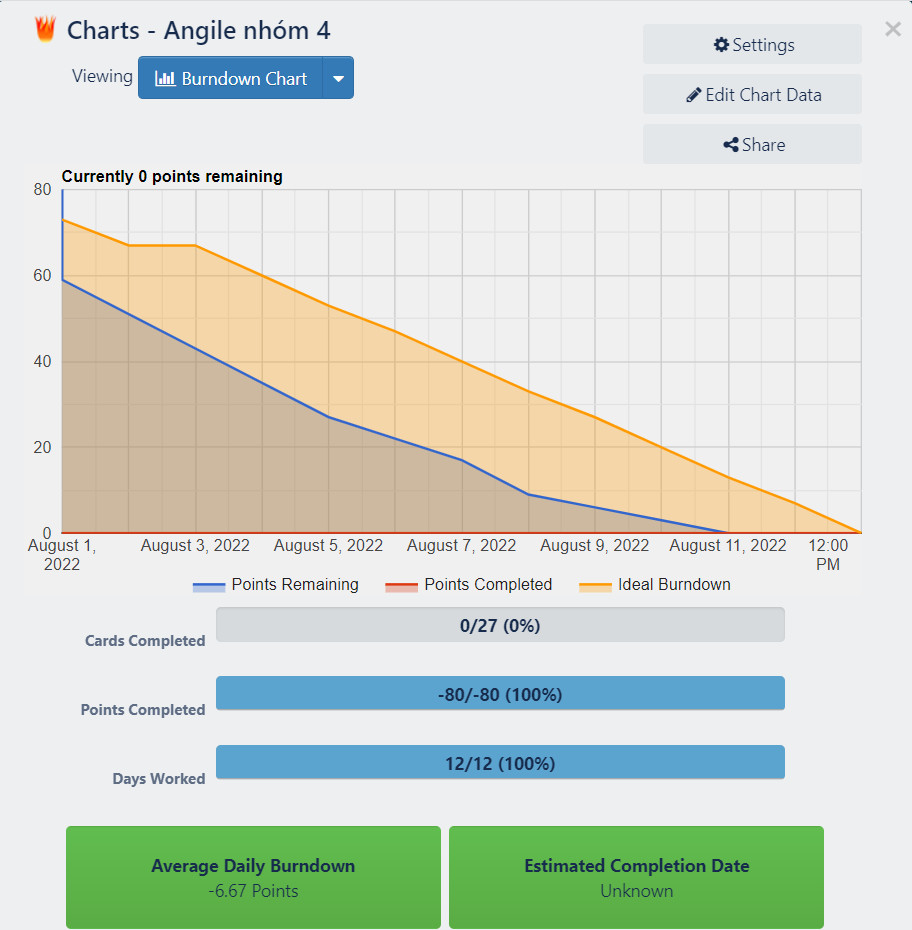 Charts - Angile nhóm 4
×
Viewing
Burndown Chart
Settings
Edit Chart Data
Share
Currently 0 points remaining
80
60
40
20
0
August 1, 2022
August 3, 2022
August 5, 2022
August 7, 2022
August 9, 2022
August 11, 2022
12:00 PM
Points Remaining
Points Completed
Ideal Burndown
Cards Completed
0/27 (0%)
Points Completed
-80/-80 (100%)
Days Worked
12/12 (100%)
Average Daily Burndown
-6.67 Points
Estimated Completion Date
Unknown